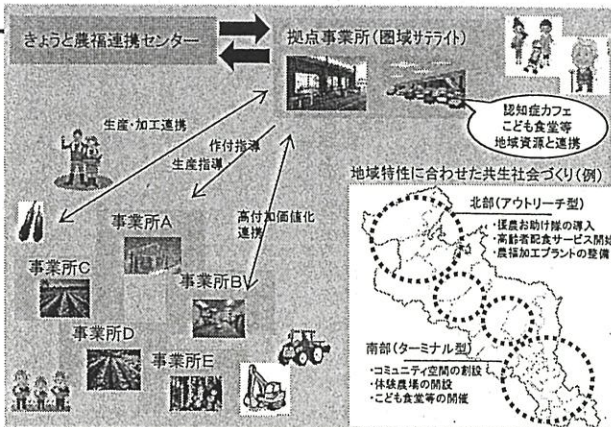 きょうと農福連携センター
拠点事業所(圏域サテライト)
認知症カフェ
こども食堂等
地域資源と連携
生産・加工連携
作付指導
生産指導
高付加価値化
連携
事業所A
事業所B
事業所C
事業所D
事業所E
地域特性に合わせた共生社会づくり(例)
北部(アウトリーチ型)
・援農お助け隊の導入
・高齢者配食サービス開始
・農福加工プラントの整備
南部(ターミナル型)
・コミュニティ空間の創設
・体験農場の開設
・こども食堂等の開催